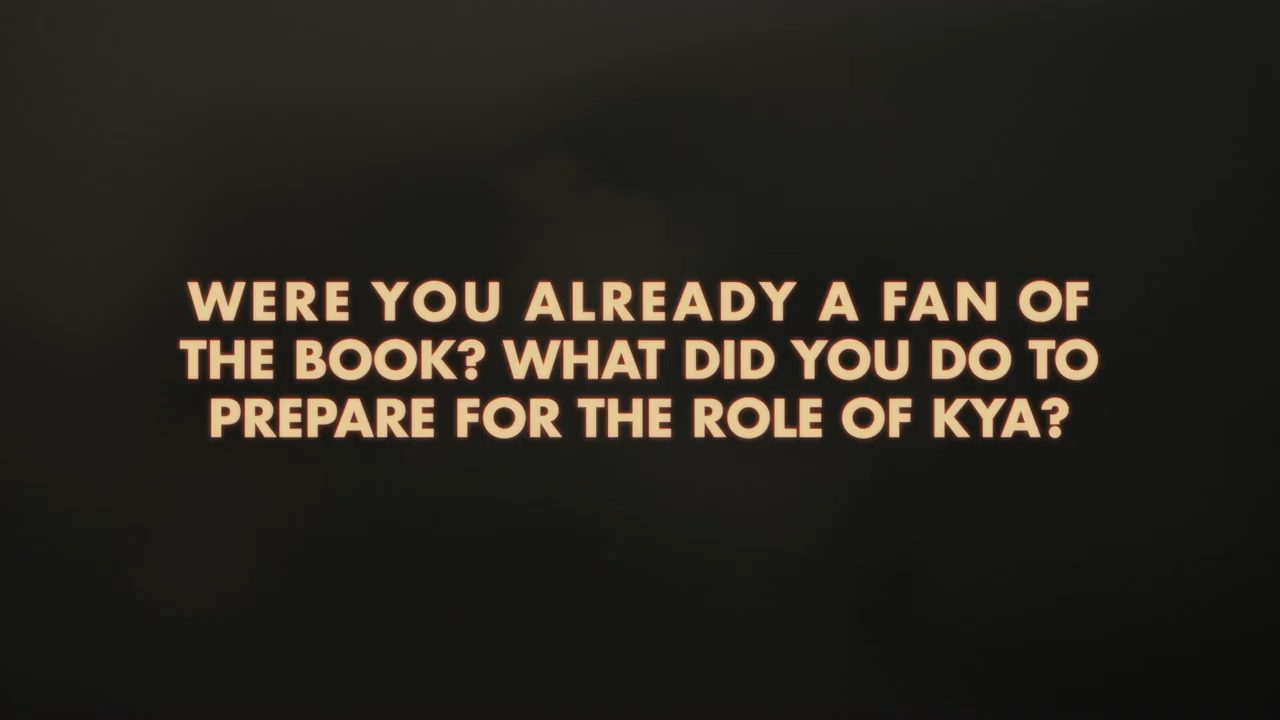 WERE YOU ALREADY A FAN OF
THE BOOK? WHAT DID YOU DO TO
PREPARE FOR THE ROLE OF KYA?